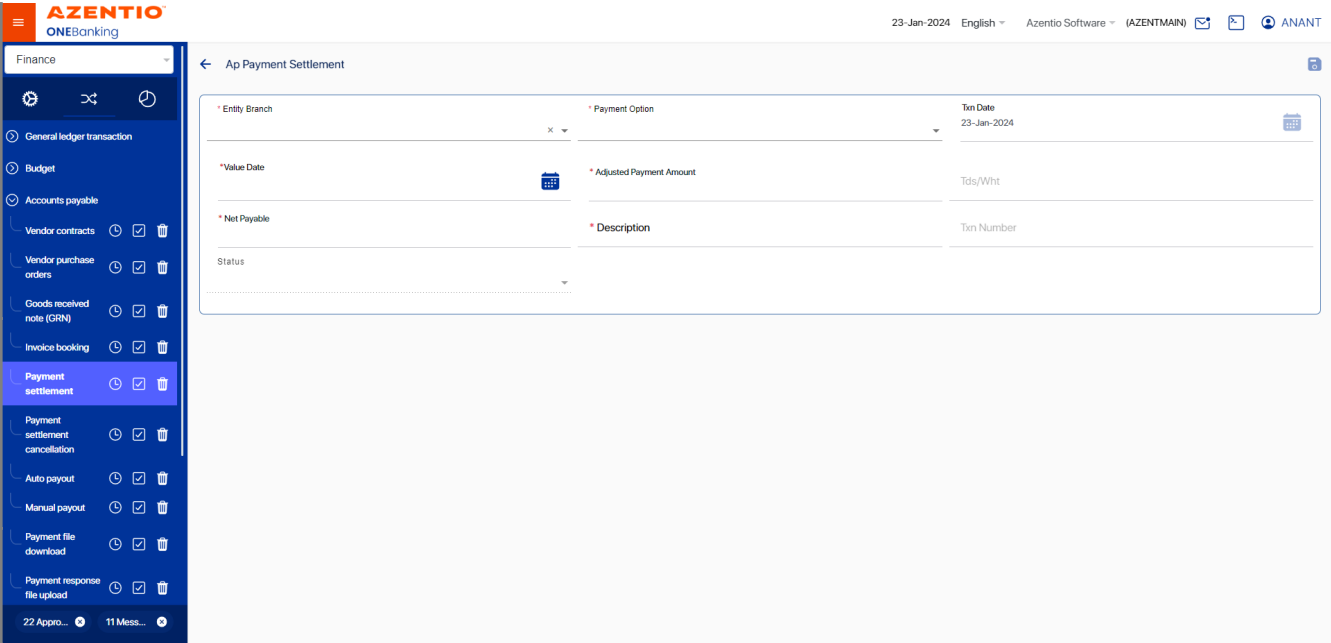 AZENTIO
ONEBanking
23-Jan-2024 English Azentio Software (AZENTMAIN) ANANT
Finance
General ledger transaction
Budget
Accounts payable
Vendor contracts
Vendor purchase
orders
Goods received
note (GRN)
Invoice booking
Payment
settlement
Payment
settlement
cancellation
Auto payout
Manual payout
Payment file
download
Payment response
file upload
22 Appro... 11 Mess...
Ap Payment Settlement
* Entity Branch
* Payment Option
Txn Date
23-Jan-2024
*Value Date
* Adjusted Payment Amount
Tds/Wht
* Net Payable
* Description
Txn Number
Status